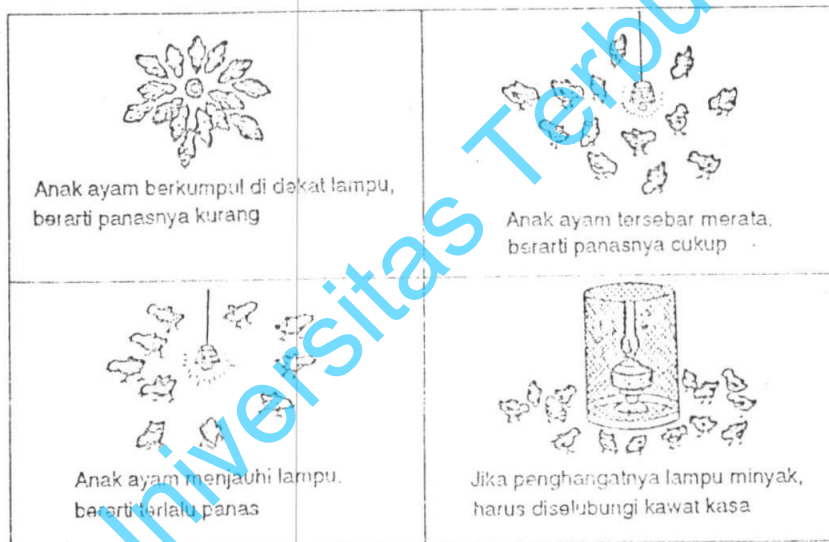 Anak ayam berkumpul di dekat lampu,
berarti panasnya kurang
Anak ayam tersebar merata,
berarti panasnya cukup
Anak ayam menjauhi lampu,
berarti terlalu panas
Jika penghangatnya lampu minyak,
harus diselubungi kawat kasa
Universitas Terbu